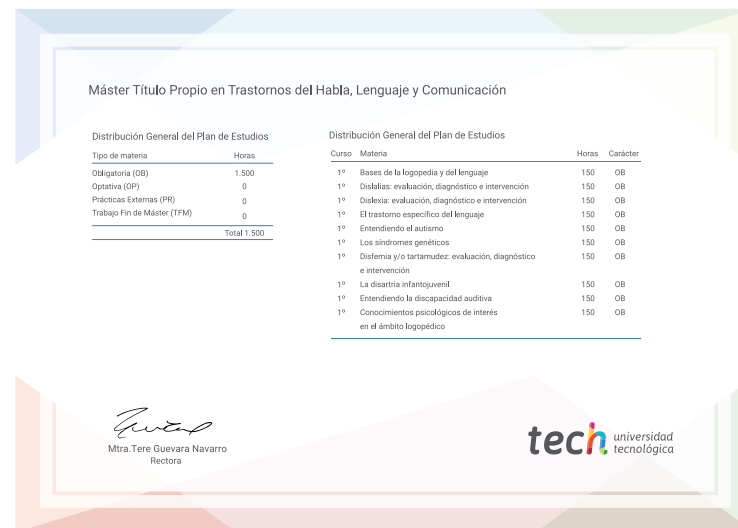 Máster Título Propio en Trastornos del Habla, Lenguaje y Comunicación
Distribución General del Plan de Estudios
Tipo de materia Horas
Obligatoria (OB) 1.500
Optativa (OP) 0
Prácticas Externas (PR) 0
Trabajo Fin de Máster (TFM) 0
Total 1.500
Distribución General del Plan de Estudios
Curso Materia Horas Carácter
1º Bases de la logopedia y del lenguaje 150 OB
1º Dislalias: evaluación, diagnóstico e intervención 150 OB
1º Dislexia: evaluación, diagnóstico e intervención 150 OB
1º El trastorno específico del lenguaje 150 OB
1º Entendiendo el autismo 150 OB
1º Los síndromes genéticos 150 OB
1º Disfemia y/o tartamudez: evaluación, diagnóstico 150 OB
e intervención
1º La disartria infantojuvenil 150 OB
1º Entendiendo la discapacidad auditiva 150 OB
1º Conocimientos psicológicos de interés 150 OB
en el ámbito logopédico
Mtra.Tere Guevara Navarro
Rectora
tech universidad
tecnológica